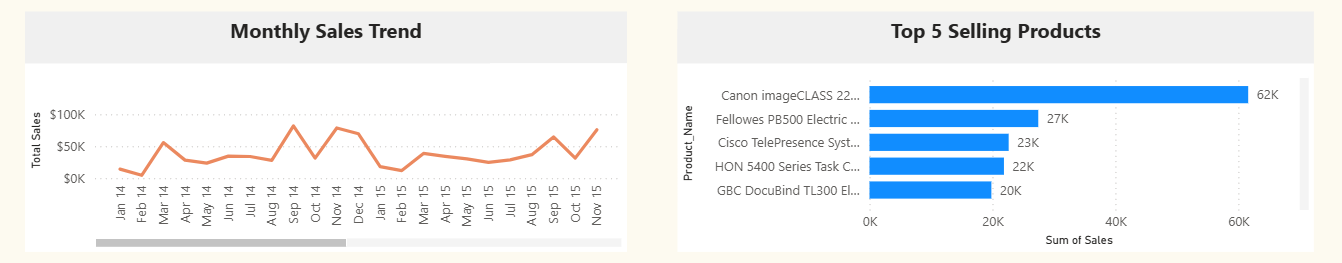 Monthly Sales Trend
Total Sales
$100K
$50K
$0K
Jan 14
Feb 14
Mar 14
Apr 14
May 14
Jun 14
Jul 14
Aug 14
Sep 14
Oct 14
Nov 14
Dec 14
Jan 15
Feb 15
Mar 15
Apr 15
May 15
Jun 15
Jul 15
Aug 15
Sep 15
Oct 15
Nov 15
Top 5 Selling Products
Product_Name
Canon imageCLASS 22... 62K
Fellowes PB500 Electric ... 27K
Cisco TelePresence Syst... 23K
HON 5400 Series Task C... 22K
GBC DocuBind TL300 El... 20K
0K 20K 40K 60K
Sum of Sales